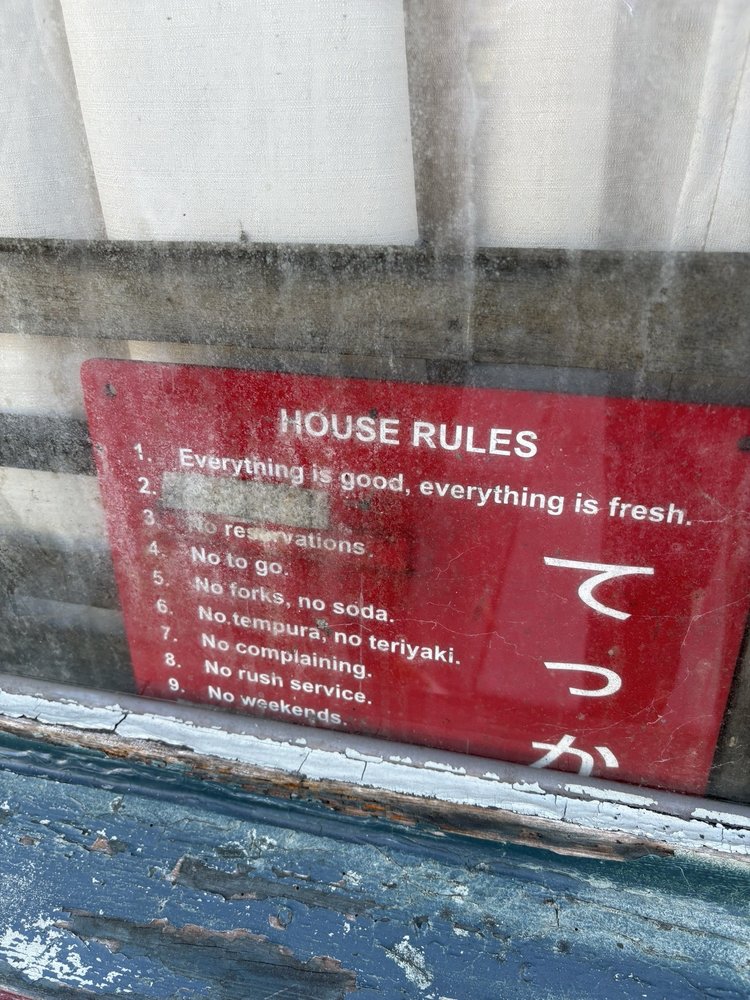 HOUSE RULES
1. Everything is good, everything is fresh.
2.
3. No reservations.
4. No to go.
5. No forks, no soda.
6. No tempura, no teriyaki.
7. No complaining.
8. No rush service.
9. No weekends.
てっか